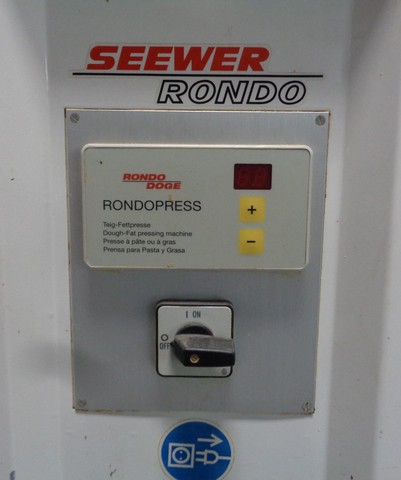 SEEWER
RONDO
RONDO
DOGE
RONDOPRESS
Teig-Fettpresse
Dough-Fat pressing machine
Presse à pâte ou à gras
Prensa para Pasta y Grasa
+
−
I ON
OFF